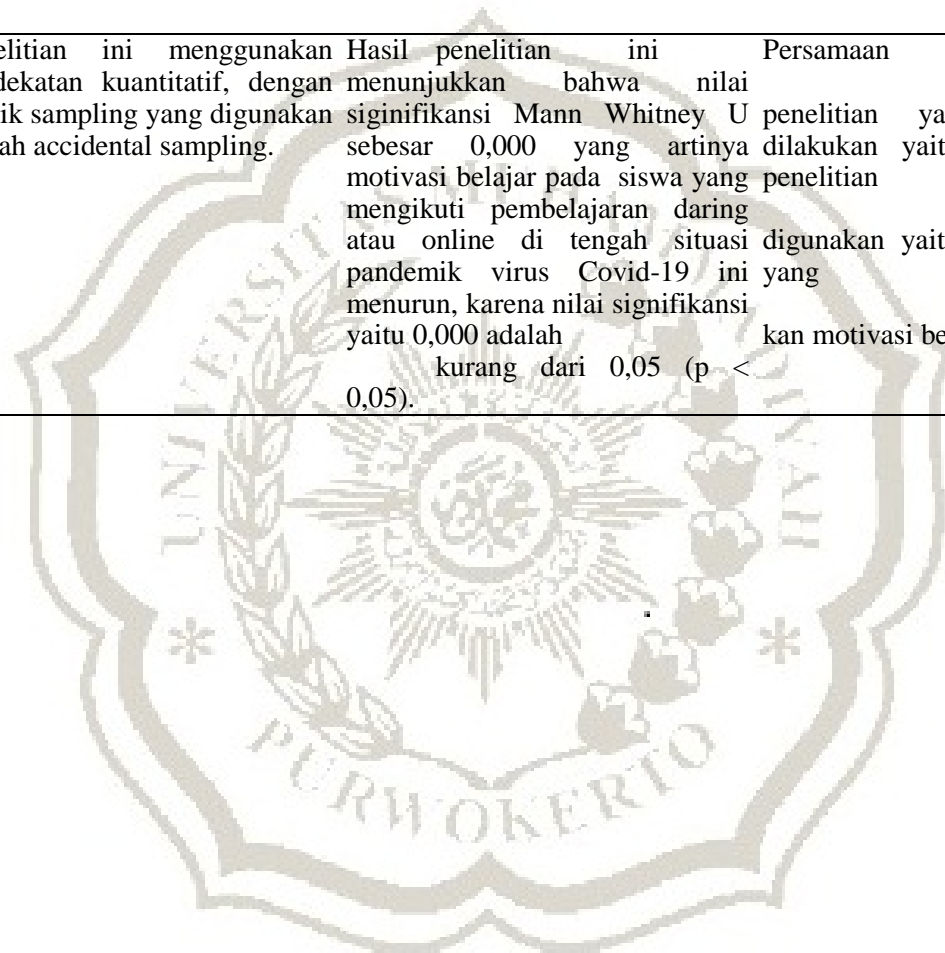 elitian ini menggunakan
dekatan kuantitatif, dengan
ik sampling yang digunakan
ah accidental sampling.
Hasil penelitian ini
menunjukkan bahwa nilai
siginifikansi Mann Whitney U
sebesar 0,000 yang artinya
motivasi belajar pada siswa yang
mengikuti pembelajaran daring
atau online di tengah situasi
pandemik virus Covid-19 ini
menurun, karena nilai signifikansi
yaitu 0,000 adalah
kurang dari 0,05 (p <
0,05).
Persamaan
penelitian ya
dilakukan yait
penelitian
digunakan yait
yang
kan motivasi be
UNIVERSITAS MUHAMMADIYAH
PURWOKERTO